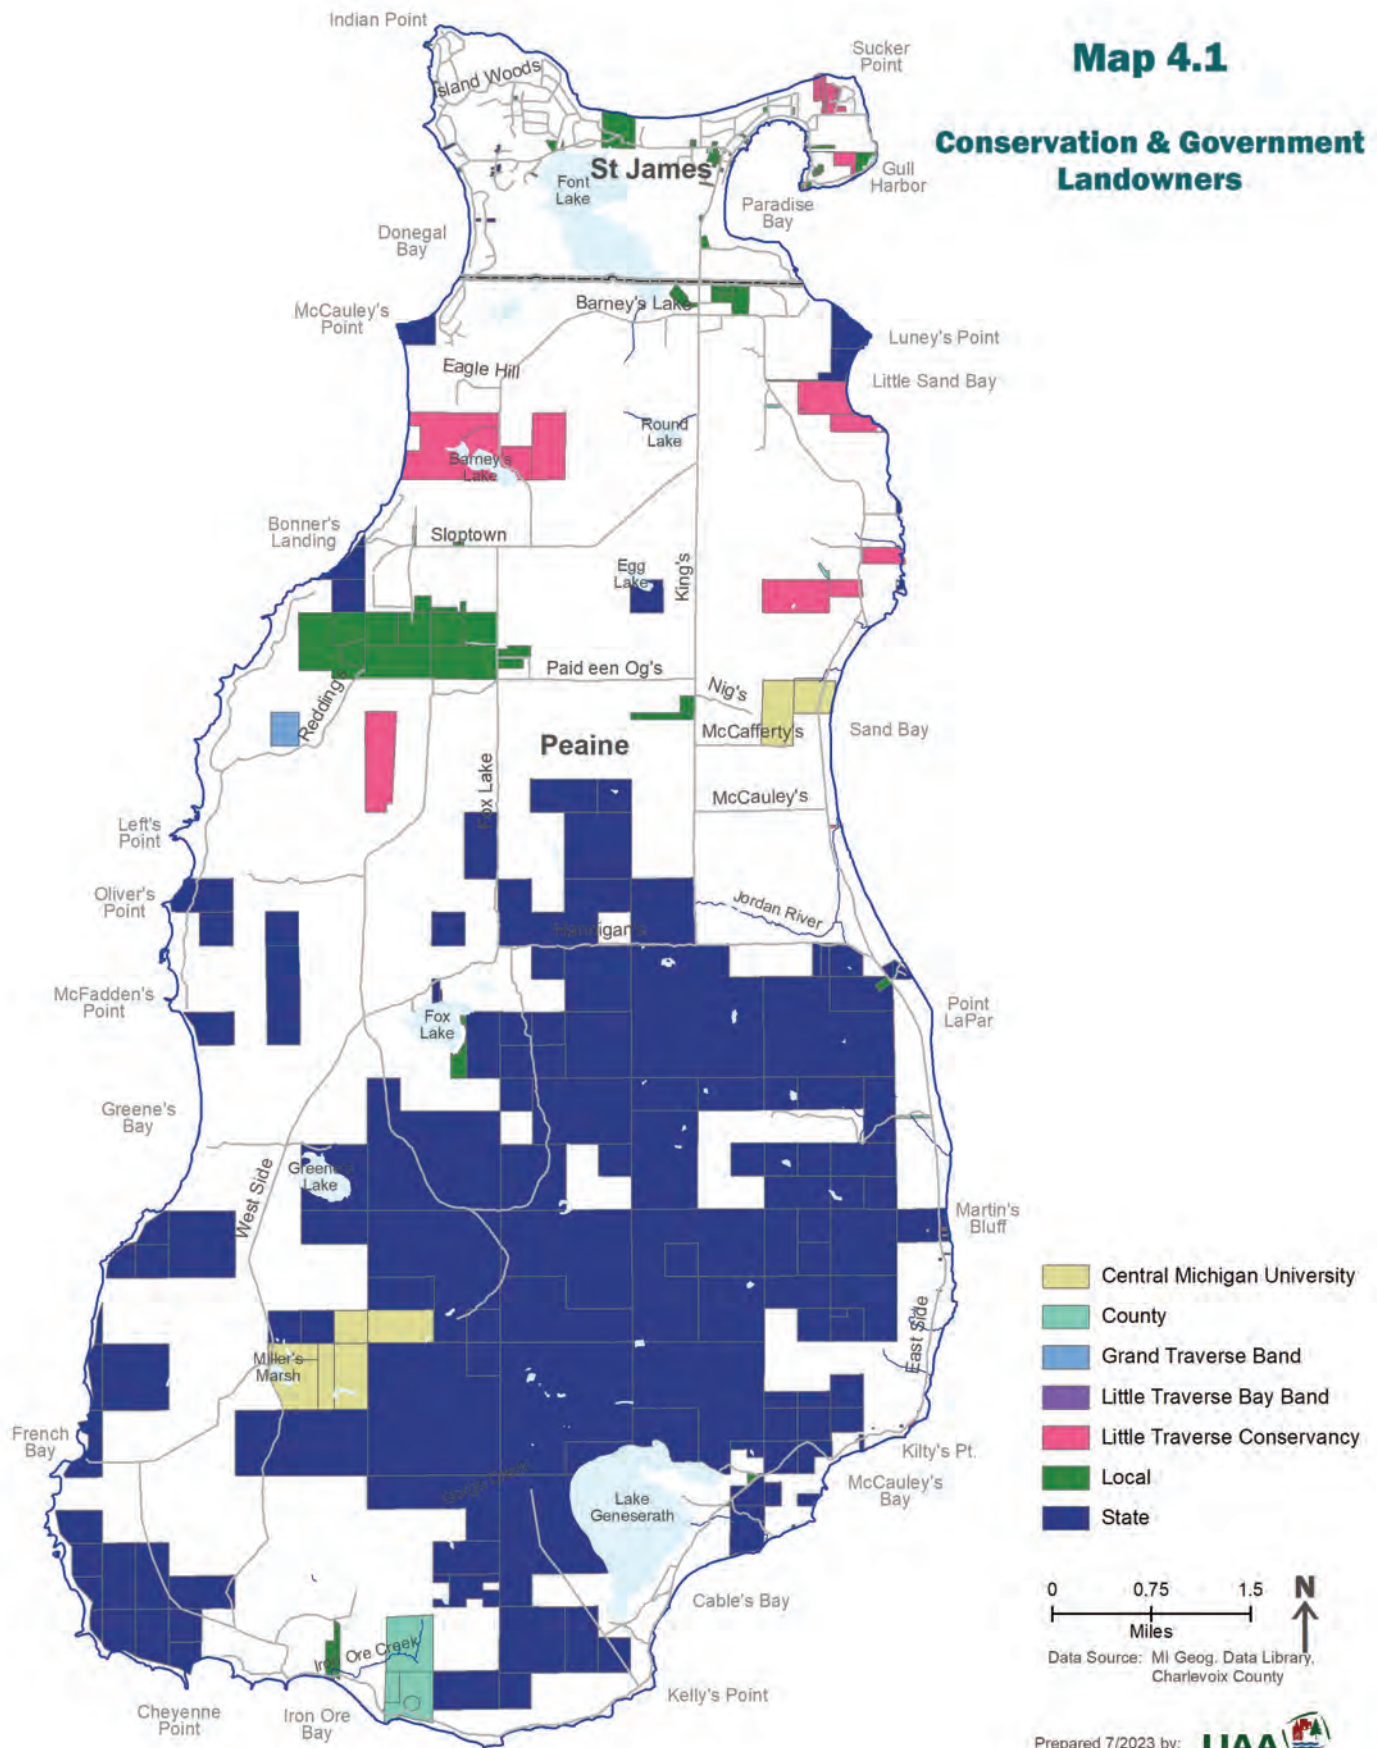 Map 4.1
Conservation & Government
Landowners
Indian Point
Sucker
Point
Island Woods
St James
Font
Lake
Gull
Harbor
Paradise
Bay
Donegal
Bay
Barney's Lake
McCauley's
Point
Luney's Point
Eagle Hill
Little Sand Bay
Round
Lake
Barney's
Lake
Bonner's
Landing
Sloptown
Egg
Lake
King's
Paid een Og's
Nig's
Redding's
McCafferty's
Sand Bay
Peaine
Fox Lake
McCauley's
Left's
Point
Oliver's
Point
Jordan River
Hannigan's
McFadden's
Point
Fox
Lake
Point
LaPar
Greene's
Bay
Greene's
Lake
West Side
Martin's
Bluff
East Side
Miller's
Marsh
French
Bay
Kilty's Pt.
McCauley's
Bay
Lake
Geneserath
Cable's Bay
Iron Ore Creek
Kelly's Point
Cheyenne
Point
Iron Ore
Bay
Central Michigan University
County
Grand Traverse Band
Little Traverse Bay Band
Little Traverse Conservancy
Local
State
0 0.75 1.5
Miles
N
Data Source: MI Geog. Data Library,
Charlevoix County
Prepared 7/2023 by: